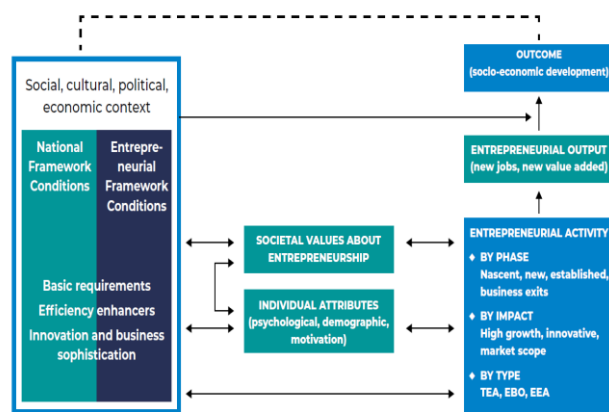 Social, cultural, political,
economic context
National
Framework
Conditions
Entrepre-
neurial
Framework
Conditions
Basic requirements
Efficiency enhancers
Innovation and business
sophistication
SOCIETAL VALUES ABOUT
ENTREPRENEURSHIP
INDIVIDUAL ATTRIBUTES
(psychological, demographic,
motivation)
OUTCOME
(socio-economic development)
ENTREPRENEURIAL OUTPUT
(new jobs, new value added)
ENTREPRENEURIAL ACTIVITY
♦ BY PHASE
Nascent, new, established,
business exits
♦ BY IMPACT
High growth, innovative,
market scope
♦ BY TYPE
TEA, EBO, EEA